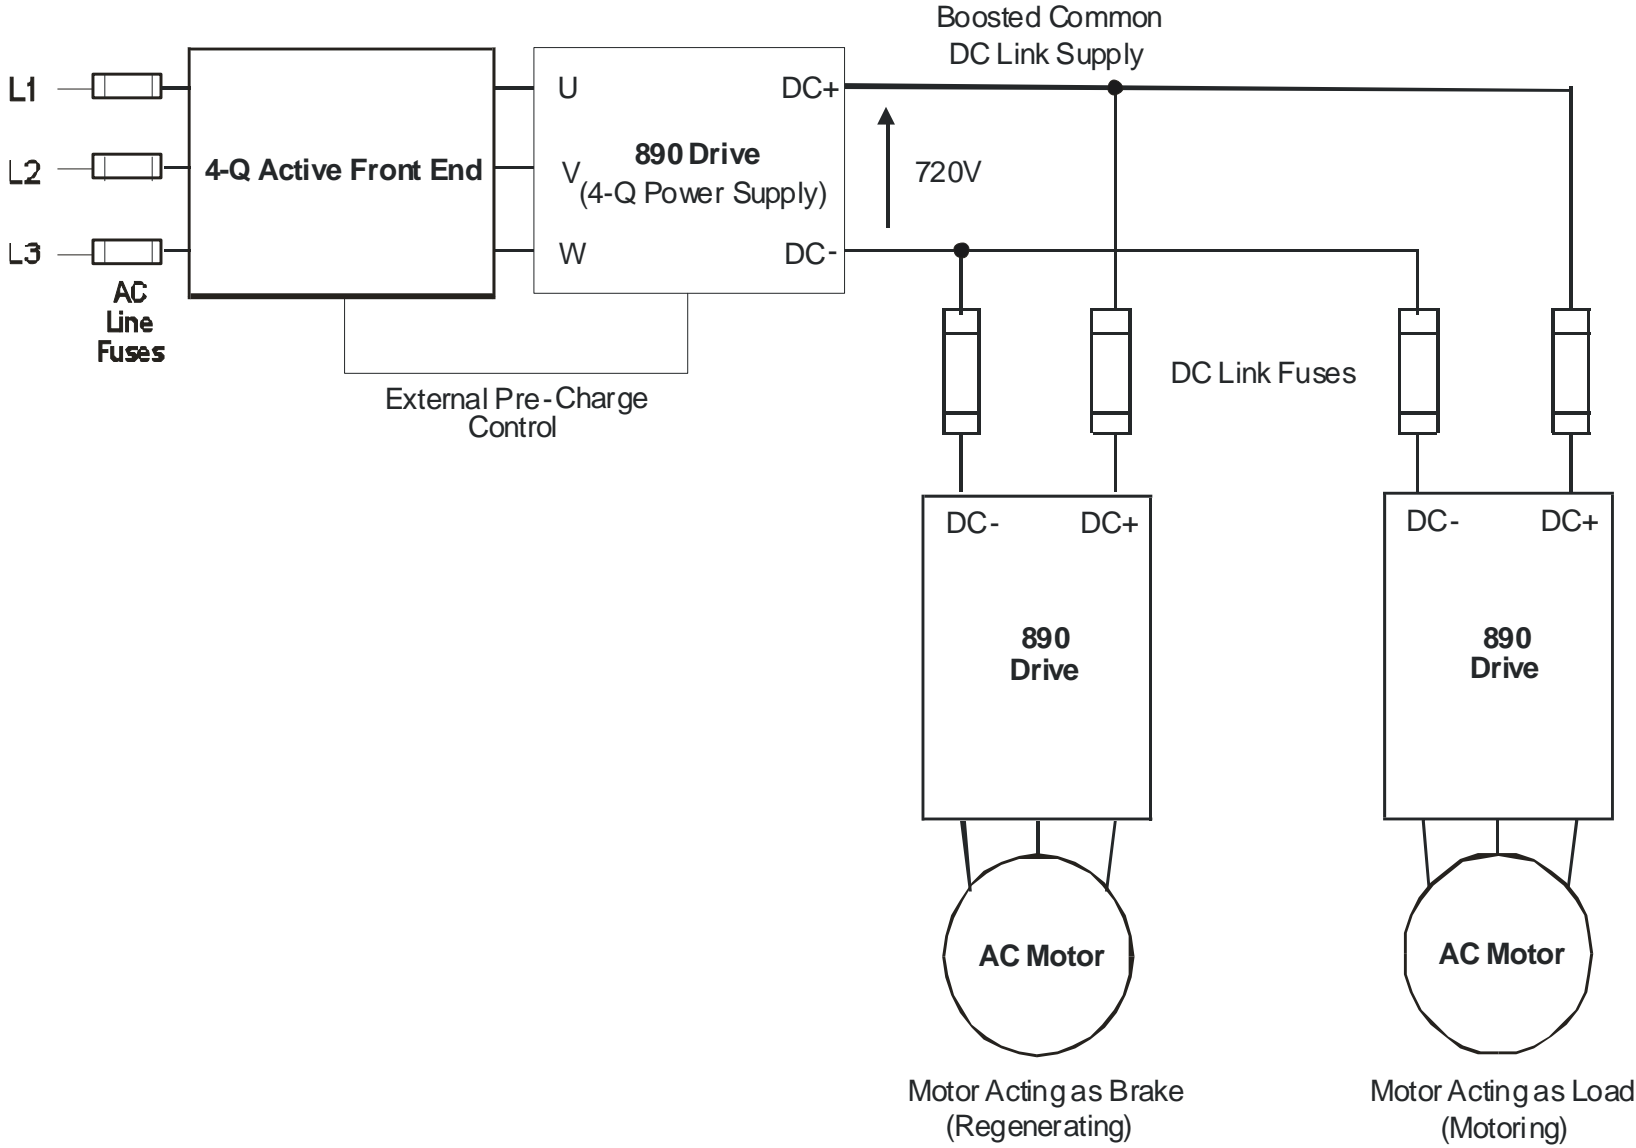 Boosted Common
DC Link Supply
L1
L2
L3
AC
Line
Fuses
4-Q Active Front End
U
V
W
890 Drive
(4-Q Power Supply)
DC+
DC-
720V
External Pre-Charge
Control
DC Link Fuses
DC- DC+
890
Drive
AC Motor
Motor Acting as Brake
(Regenerating)
DC- DC+
890
Drive
AC Motor
Motor Acting as Load
(Motoring)